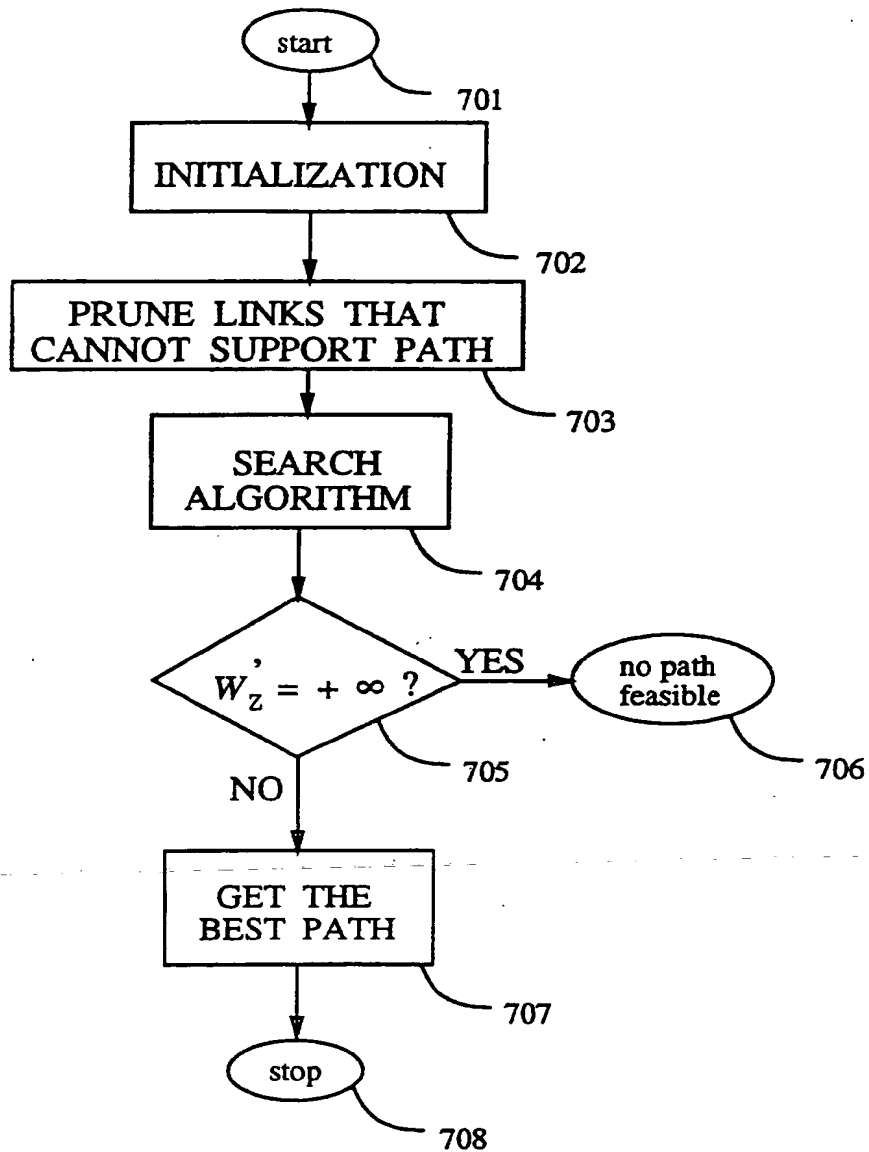 start
701
INITIALIZATION
702
PRUNE LINKS THAT
CANNOT SUPPORT PATH
703
SEARCH
ALGORITHM
704
W'z = + ∞ ?
YES
no path
feasible
705
706
NO
GET THE
BEST PATH
707
stop
708